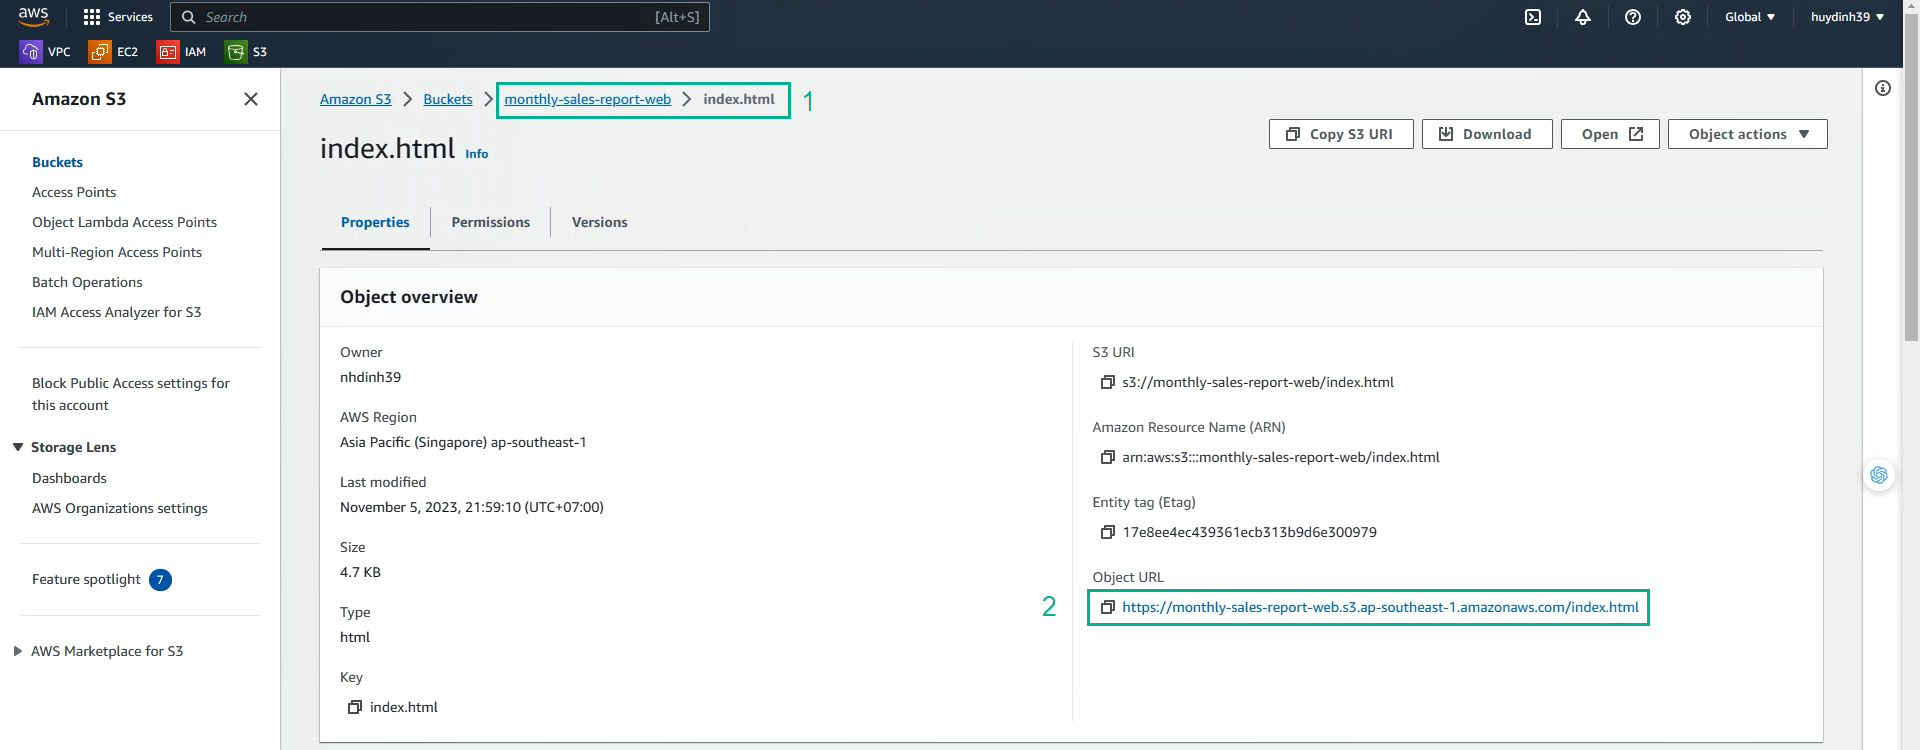 aws
Services
Search [Alt+S]
Global
huydinh39
VPC EC2 IAM S3
Amazon S3
Buckets
Access Points
Object Lambda Access Points
Multi-Region Access Points
Batch Operations
IAM Access Analyzer for S3
Block Public Access settings for
this account
Storage Lens
Dashboards
AWS Organizations settings
Feature spotlight 7
AWS Marketplace for S3
Amazon S3 Buckets monthly-sales-report-web index.html 1
index.html Info
Copy S3 URI Download Open Object actions
Properties Permissions Versions
Object overview
Owner
nhdinh39
AWS Region
Asia Pacific (Singapore) ap-southeast-1
Last modified
November 5, 2023, 21:59:10 (UTC+07:00)
Size
4.7 KB
Type
html
Key
index.html
S3 URI
s3://monthly-sales-report-web/index.html
Amazon Resource Name (ARN)
arn:aws:s3:::monthly-sales-report-web/index.html
Entity tag (Etag)
17e8ee4ec439361ecb313b9d6e300979
Object URL
2 https://monthly-sales-report-web.s3.ap-southeast-1.amazonaws.com/index.html